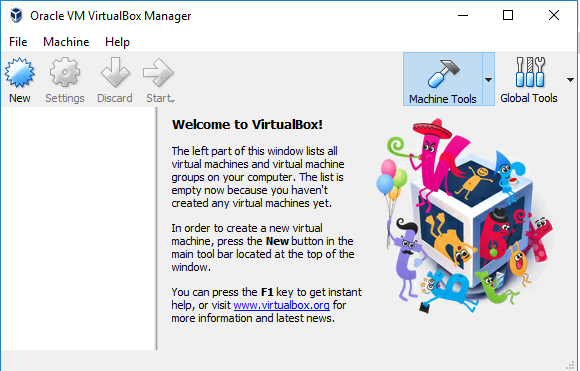 Oracle VM VirtualBox Manager
File Machine Help
New Settings Discard Start
Machine Tools Global Tools
Welcome to VirtualBox!
The left part of this window lists all
virtual machines and virtual machine
groups on your computer. The list is
empty now because you haven't
created any virtual machines yet.
In order to create a new virtual
machine, press the New button in the
main tool bar located at the top of the
window.
You can press the F1 key to get instant
help, or visit www.virtualbox.org for
more information and latest news.